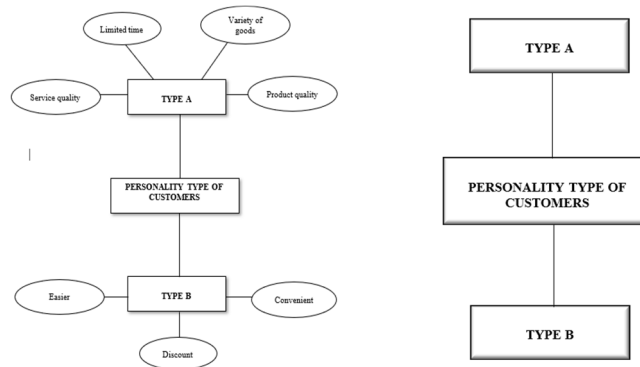 Limited time
Variety of
goods
Service quality
TYPE A
Product quality
PERSONALITY TYPE OF
CUSTOMERS
Easier
TYPE B
Convenient
Discount
TYPE A
PERSONALITY TYPE OF
CUSTOMERS
TYPE B